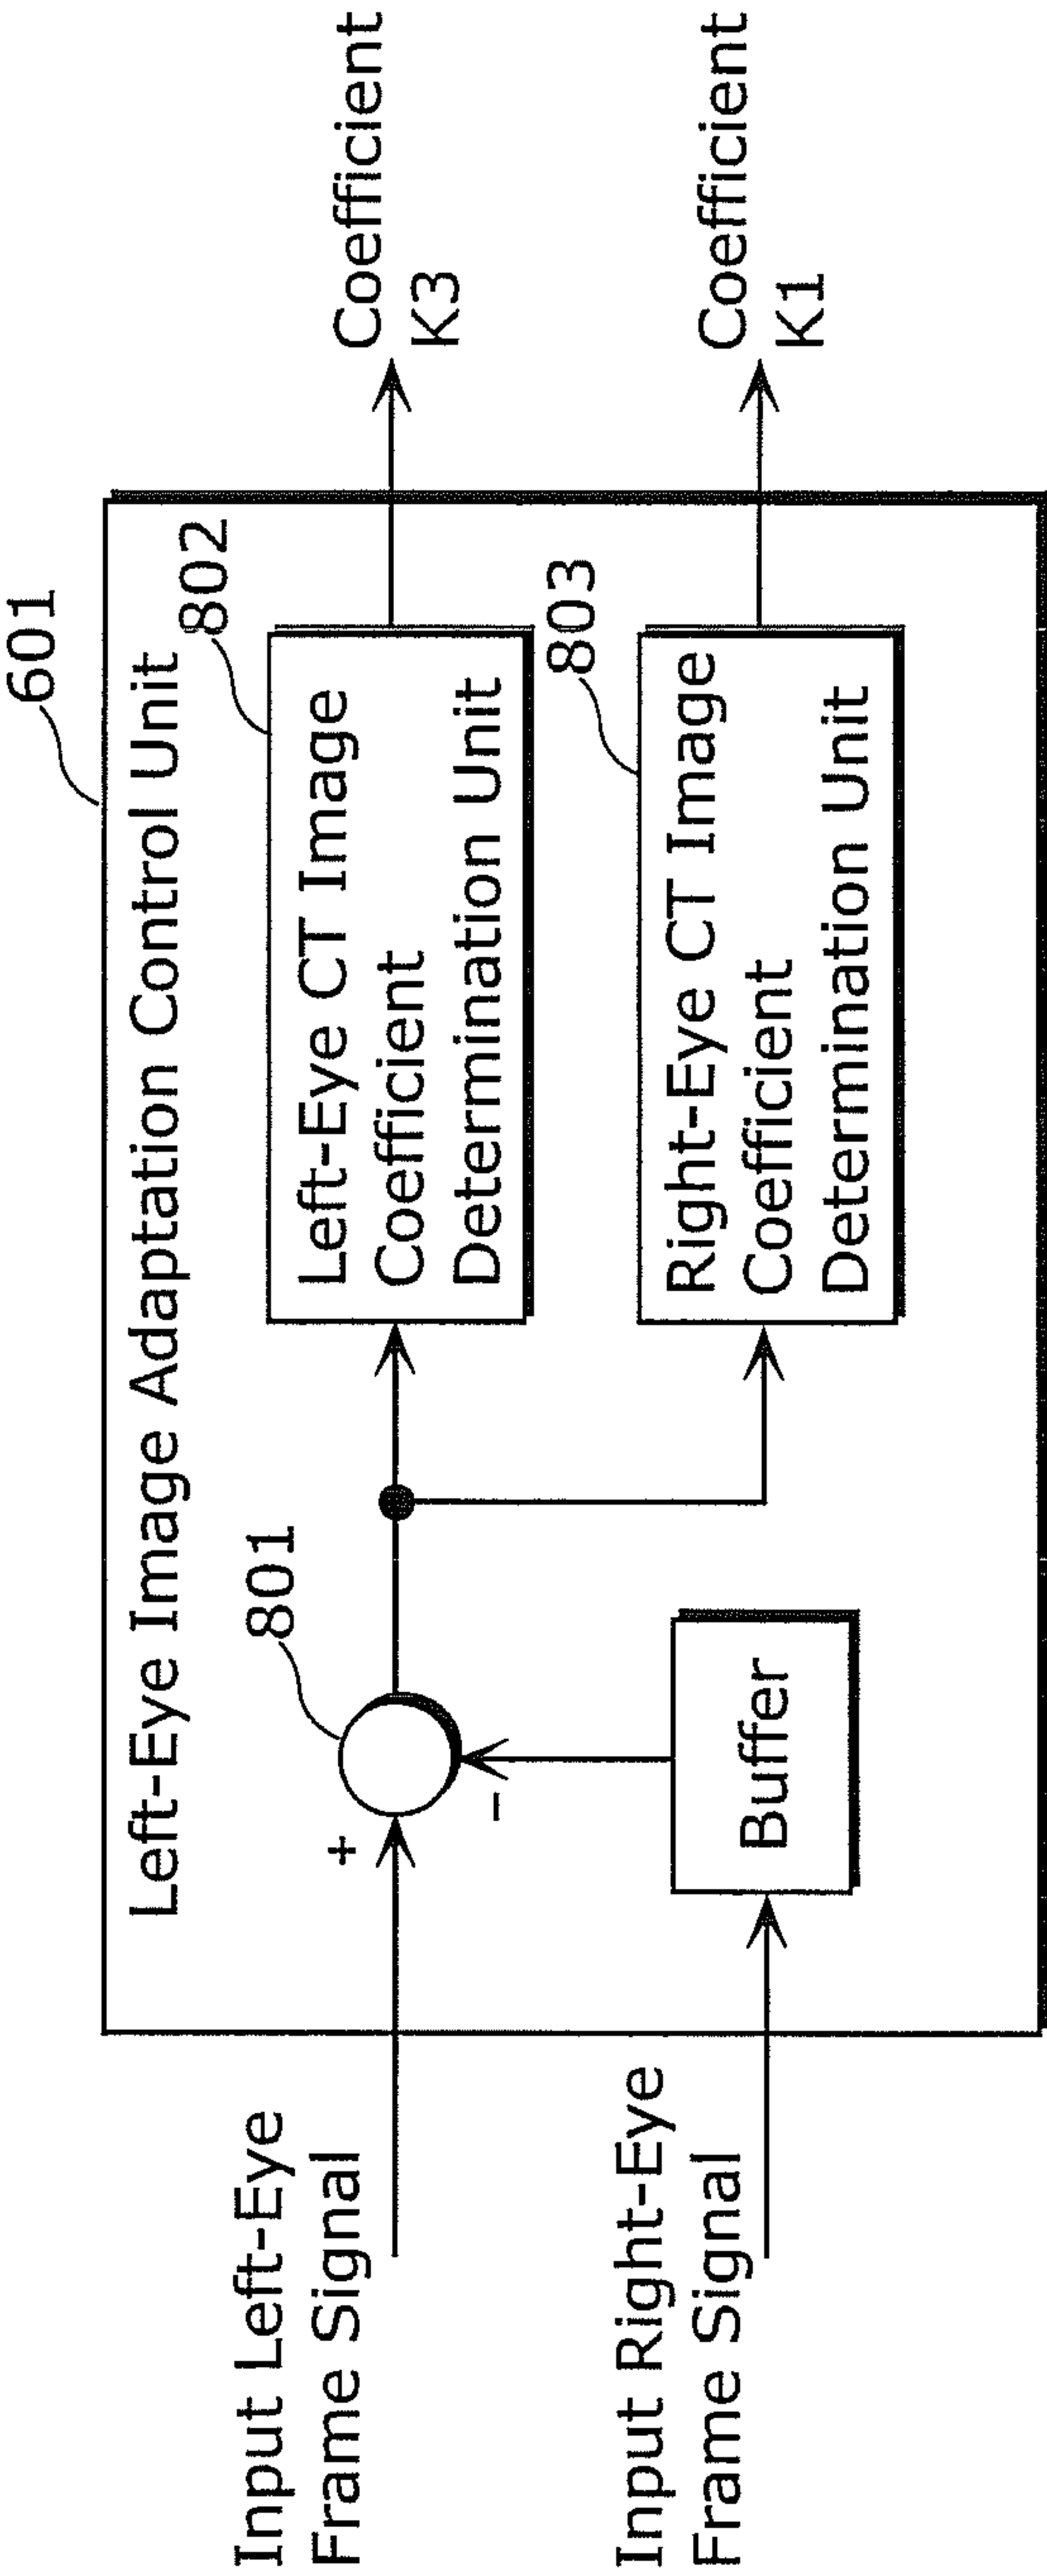 601
Left-Eye Image Adaptation Control Unit
802
801
Input Left-Eye
Frame Signal
+
-
Left-Eye CT Image
Coefficient
Determination Unit
Coefficient
K3
803
Input Right-Eye
Frame Signal
Buffer
Right-Eye CT Image
Coefficient
Determination Unit
Coefficient
K1